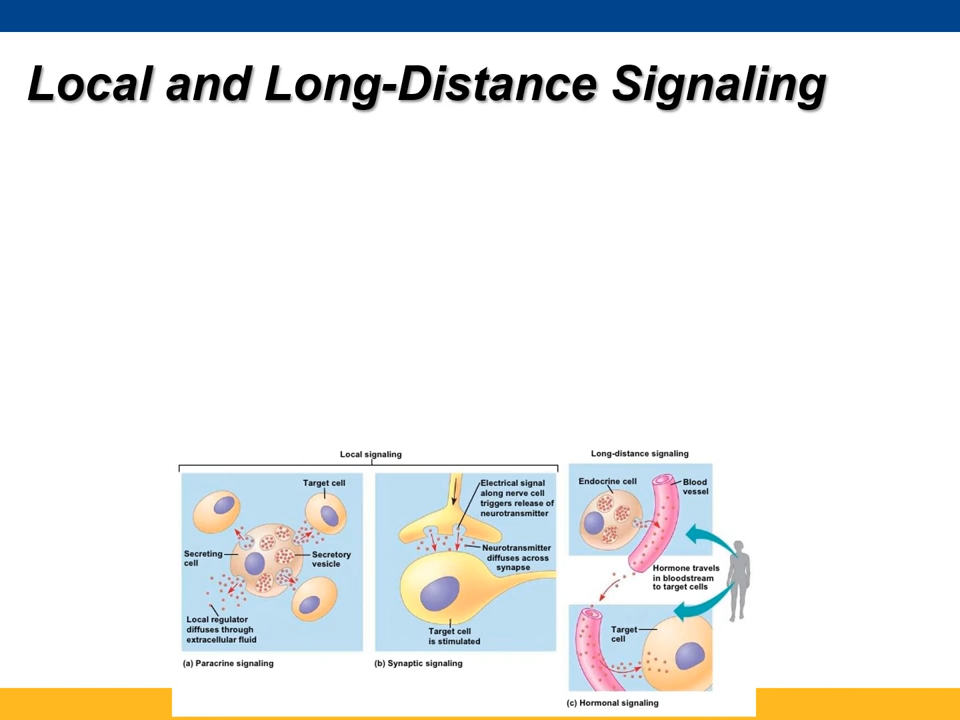 Local and Long-Distance Signaling
Local signaling
Target cell
Secreting
cell
Secretory
vesicle
Local regulator
diffuses through
extracellular fluid
(a) Paracrine signaling
Electrical signal
along nerve cell
triggers release of
neurotransmitter
Neurotransmitter
diffuses across
synapse
Target cell
is stimulated
(b) Synaptic signaling
Long-distance signaling
Endocrine cell
Blood
vessel
Hormone travels
in bloodstream
to target cells
Target
cell
(c) Hormonal signaling